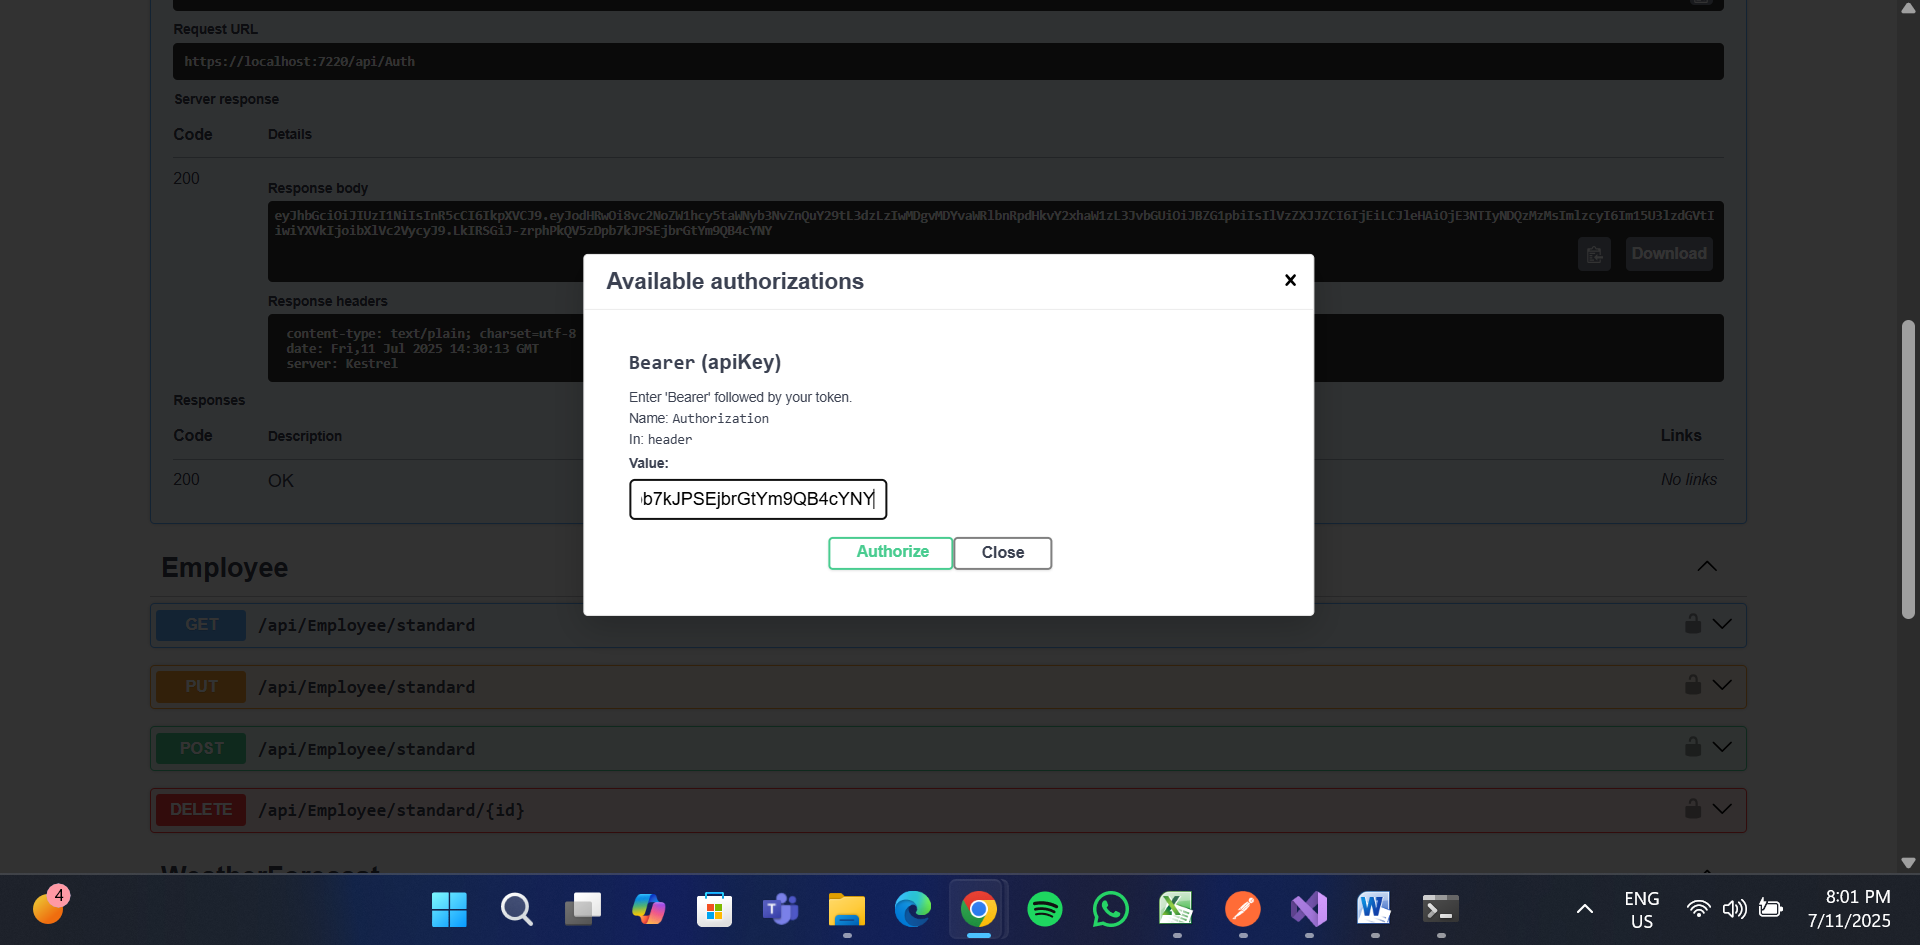 Request URL
https://localhost:7220/api/Auth
Server response
Code Details
200
Response body
eyJhbGciOiJIUzI1NiIsInR5cCI6IkpXVCJ9.eyJodHRwOi8vc2NoZW1hcy5taWNyb3NvZnQuY29tL3dzLzIwMDgvMDYvaWRlbnRpdHkvY2xhaW1zL3JvbGUiOiJBZG1pbiIsIlVzZXJJZCI6IjEiLCJleHAiOjE3NTIyNDQzMzMsImlzcyI6Im15U3lzdGVtI
iwiYXVkIjoibXlVc2VycyJ9.LkIRSGiJ-zrphPkQV5zDpb7kJPSEjbrGtYm9QB4cYNY
Download
Response headers
content-type: text/plain; charset=utf-8
date: Fri,11 Jul 2025 14:30:13 GMT
server: Kestrel
Responses
Code Description Links
200 OK No links
Available authorizations
Bearer (apiKey)
Enter 'Bearer' followed by your token.
Name: Authorization
In: header
Value:
b7kJPSEjbrGtYm9QB4cYNY
Authorize Close
Employee
GET /api/Employee/standard
PUT /api/Employee/standard
POST /api/Employee/standard
DELETE /api/Employee/standard/{id}
WeatherForecast
4
ENG
US
8:01 PM
7/11/2025